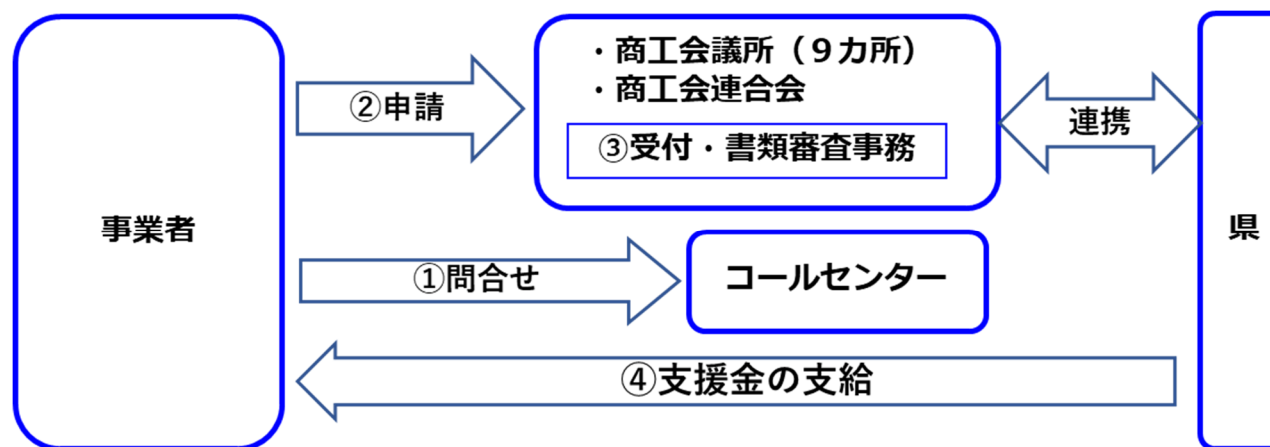 ・商工会議所（９カ所）
・商工会連合会
②申請
③受付・書類審査事務
連携
事業者
県
①問合せ
コールセンター
④支援金の支給